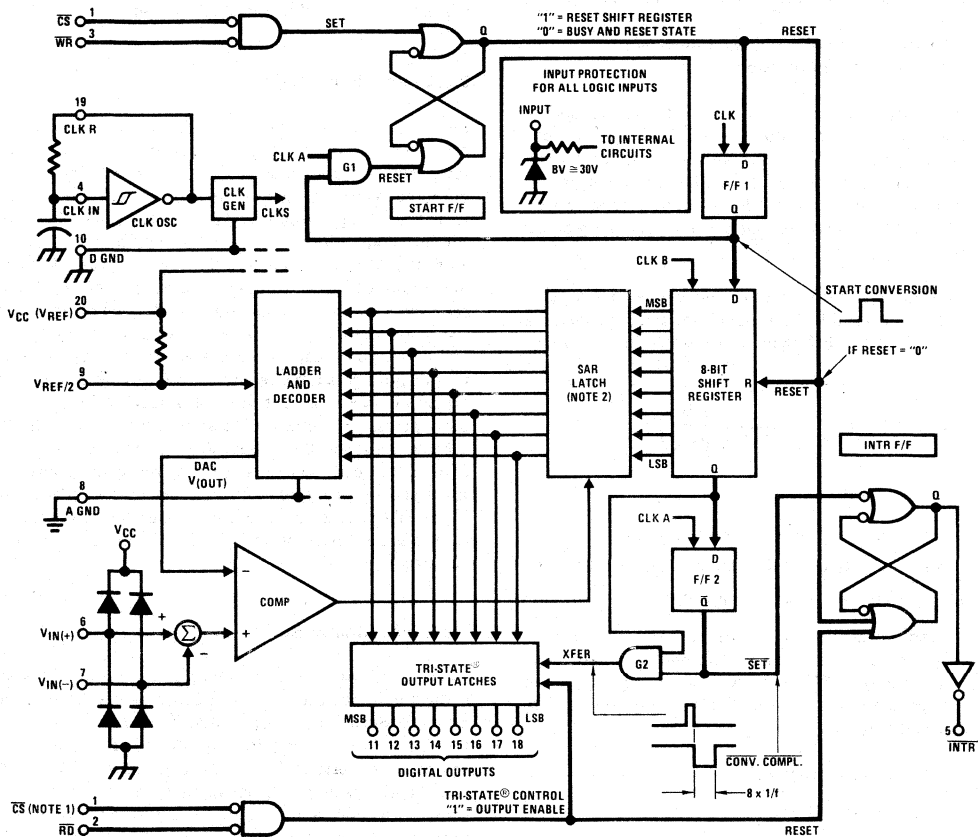 CS 1
WR 3
SET
Q
"1" = RESET SHIFT REGISTER
"0" = BUSY AND RESET STATE
RESET
INPUT PROTECTION
FOR ALL LOGIC INPUTS
INPUT
TO INTERNAL
CIRCUITS
BV ≅ 30V
CLK
D
F/F 1
Q
19
CLK R
4
CLK IN
CLK OSC
CLK
GEN
CLKS
10
D GND
CLK A
G1
RESET
START F/F
CLK B
D
START CONVERSION
20
VCC (VREF)
9
VREF/2
LADDER
AND
DECODER
SAR
LATCH
(NOTE 2)
MSB
LSB
8-BIT
SHIFT
REGISTER
R
Q
RESET
IF RESET = "0"
INTR F/F
DAC
V(OUT)
8
A GND
VCC
CLK A
D
F/F 2
Q
Q
6
VIN(+)
7
VIN(−)
+
Σ
−
−
+
COMP
XFER
G2
SET
TRI-STATE®
OUTPUT LATCHES
MSB
LSB
11 12 13 14 15 16 17 18
DIGITAL OUTPUTS
CONV. COMPL.
8 x 1/f
5
INTR
TRI-STATE® CONTROL
"1" = OUTPUT ENABLE
CS (NOTE 1) 1
RD 2
RESET